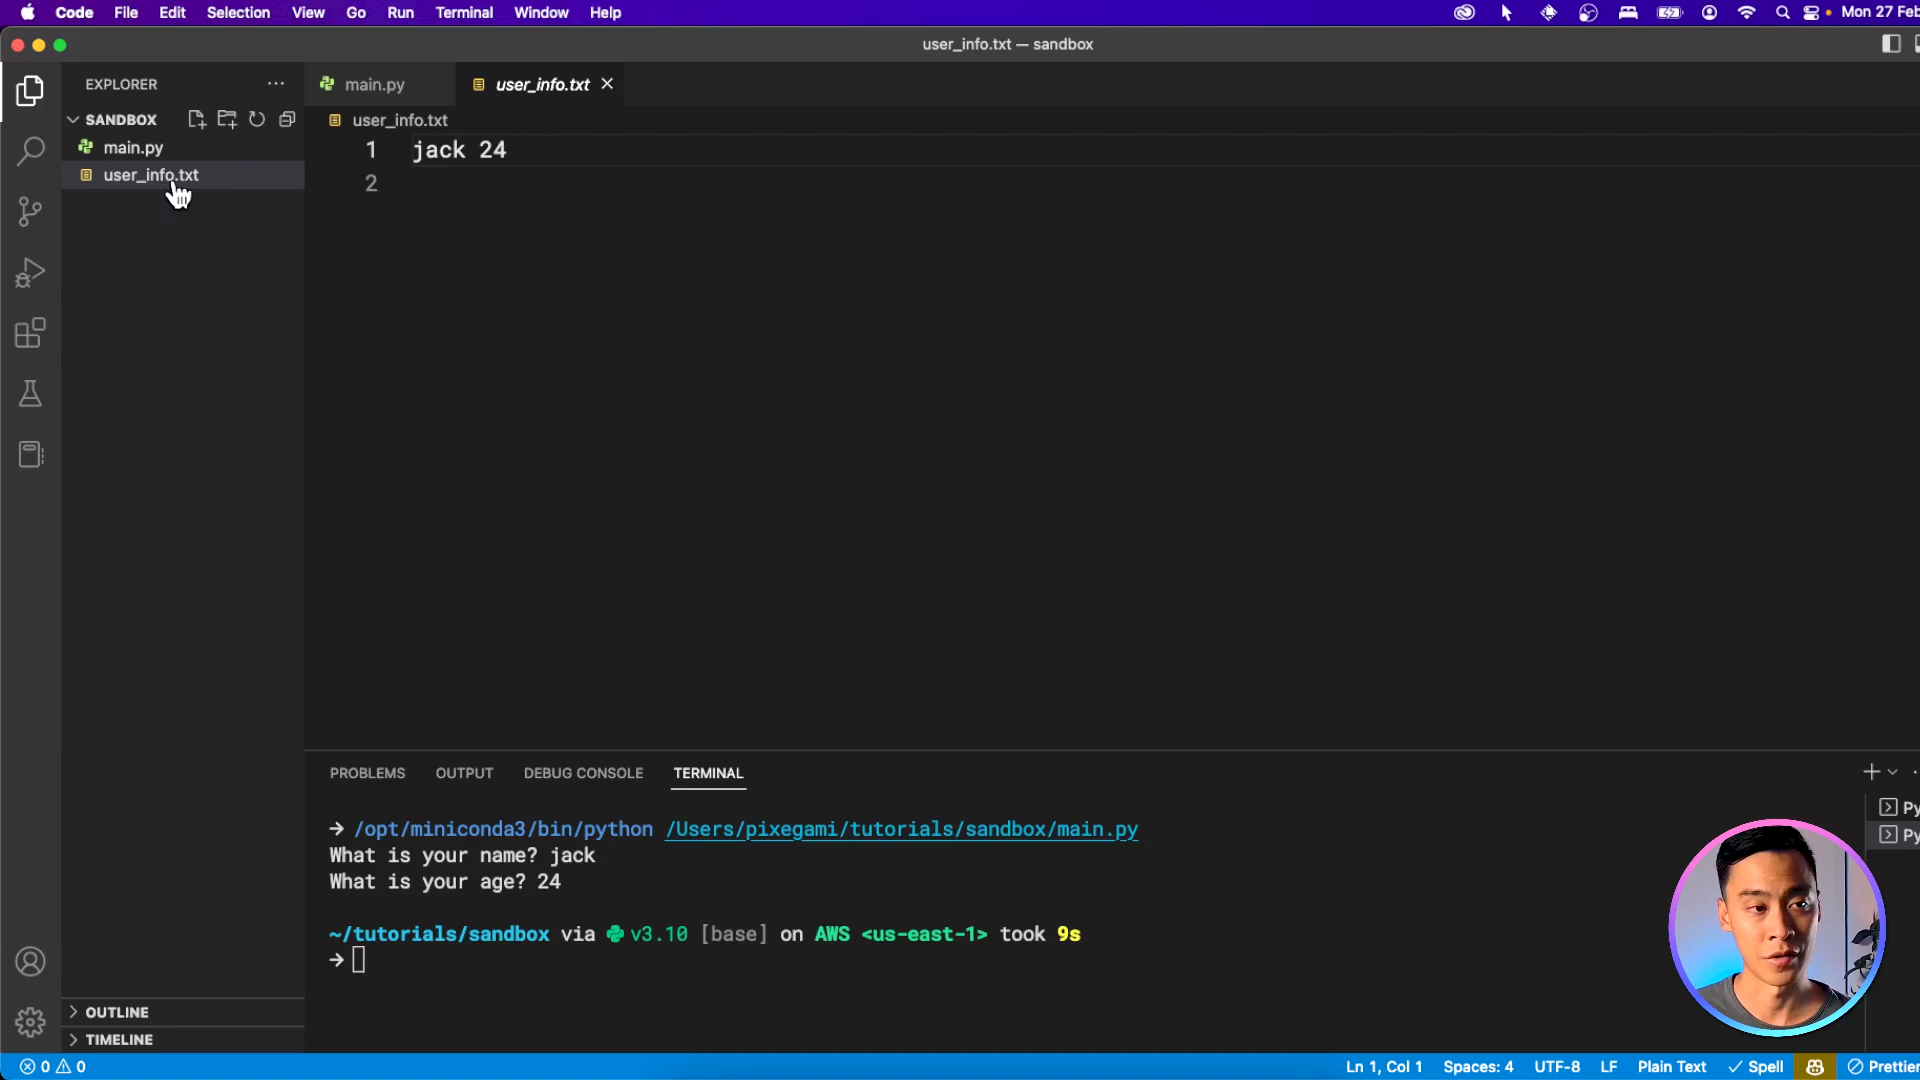 Code File Edit Selection View Go Run Terminal Window Help Mon 27 Feb
user_info.txt — sandbox
EXPLORER
main.py user_info.txt
SANDBOX
user_info.txt
main.py
user_info.txt
1 jack 24
2
PROBLEMS OUTPUT DEBUG CONSOLE TERMINAL
→ /opt/miniconda3/bin/python /Users/pixegami/tutorials/sandbox/main.py
What is your name? jack
What is your age? 24
~/tutorials/sandbox via v3.10 [base] on AWS <us-east-1> took 9s
→
Py
Py
OUTLINE
TIMELINE
0 0 Ln 1, Col 1 Spaces: 4 UTF-8 LF Plain Text Spell Prettier